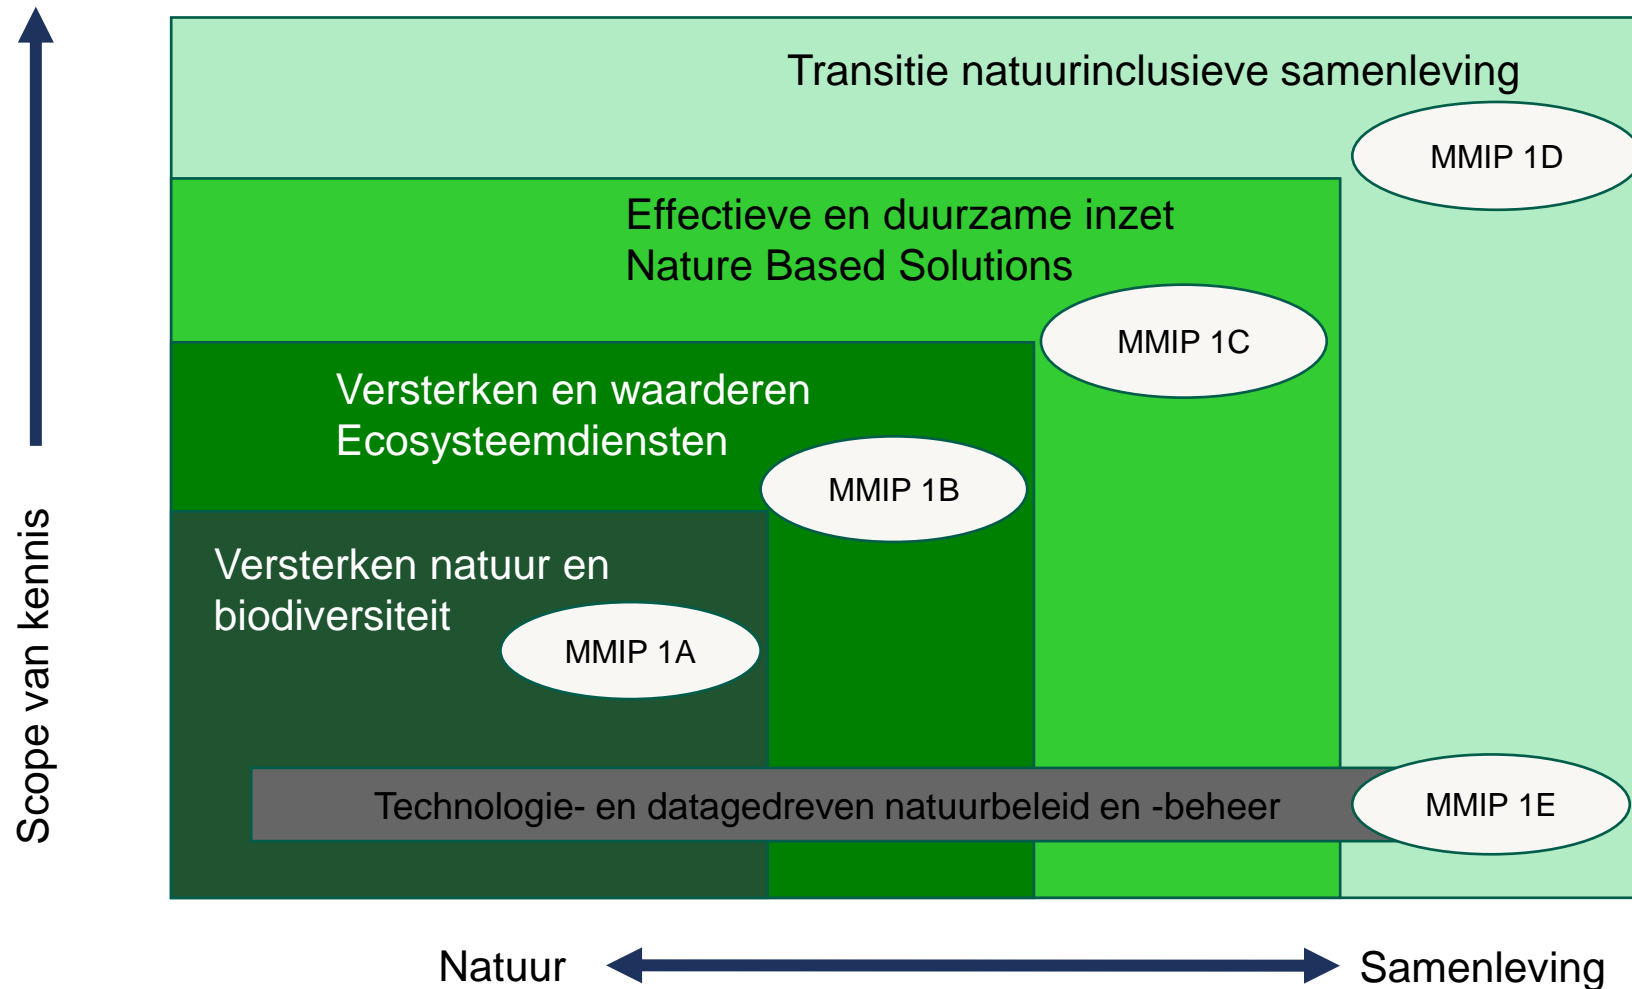 Transitie natuurinclusieve samenleving
MMIP 1D
Effectieve en duurzame inzet
Nature Based Solutions
MMIP 1C
Versterken en waarderen
Ecosysteemdiensten
MMIP 1B
Versterken natuur en
biodiversiteit
MMIP 1A
Technologie- en datagedreven natuurbeleid en -beheer
MMIP 1E
Scope van kennis
Natuur
Samenleving